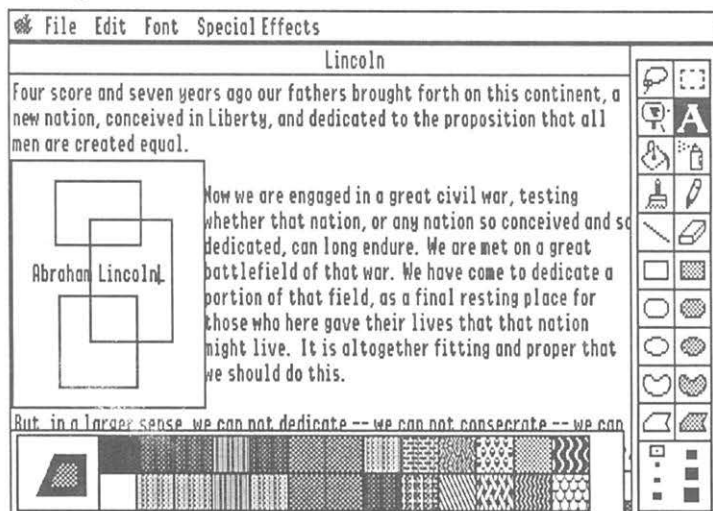 File Edit Font Special Effects
Lincoln
Four score and seven years ago our fathers brought forth on this continent, a
new nation, conceived in Liberty, and dedicated to the proposition that all
men are created equal.
Now we are engaged in a great civil war, testing
whether that nation, or any nation so conceived and so
dedicated, can long endure. We are met on a great
battlefield of that war. We have come to dedicate a
portion of that field, as a final resting place for
those who here gave their lives that that nation
might live. It is altogether fitting and proper that
we should do this.
Abrahan Lincoln
But, in a larger sense, we can not dedicate -- we can not consecrate -- we can
A